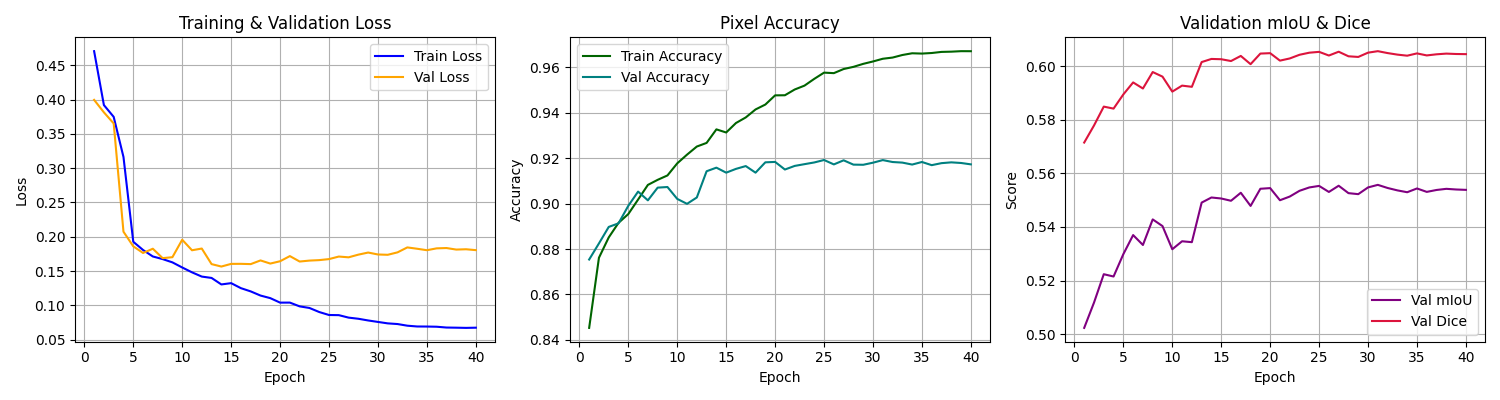 Training & Validation Loss
Train Loss
Val Loss
0.45
0.40
0.35
0.30
0.25
0.20
0.15
0.10
0.05
Loss
0 5 10 15 20 25 30 35 40
Epoch
Pixel Accuracy
Train Accuracy
Val Accuracy
0.96
0.94
0.92
0.90
0.88
0.86
0.84
Accuracy
0 5 10 15 20 25 30 35 40
Epoch
Validation mIoU & Dice
0.60
0.58
0.56
0.54
0.52
0.50
Score
Val mIoU
Val Dice
0 5 10 15 20 25 30 35 40
Epoch